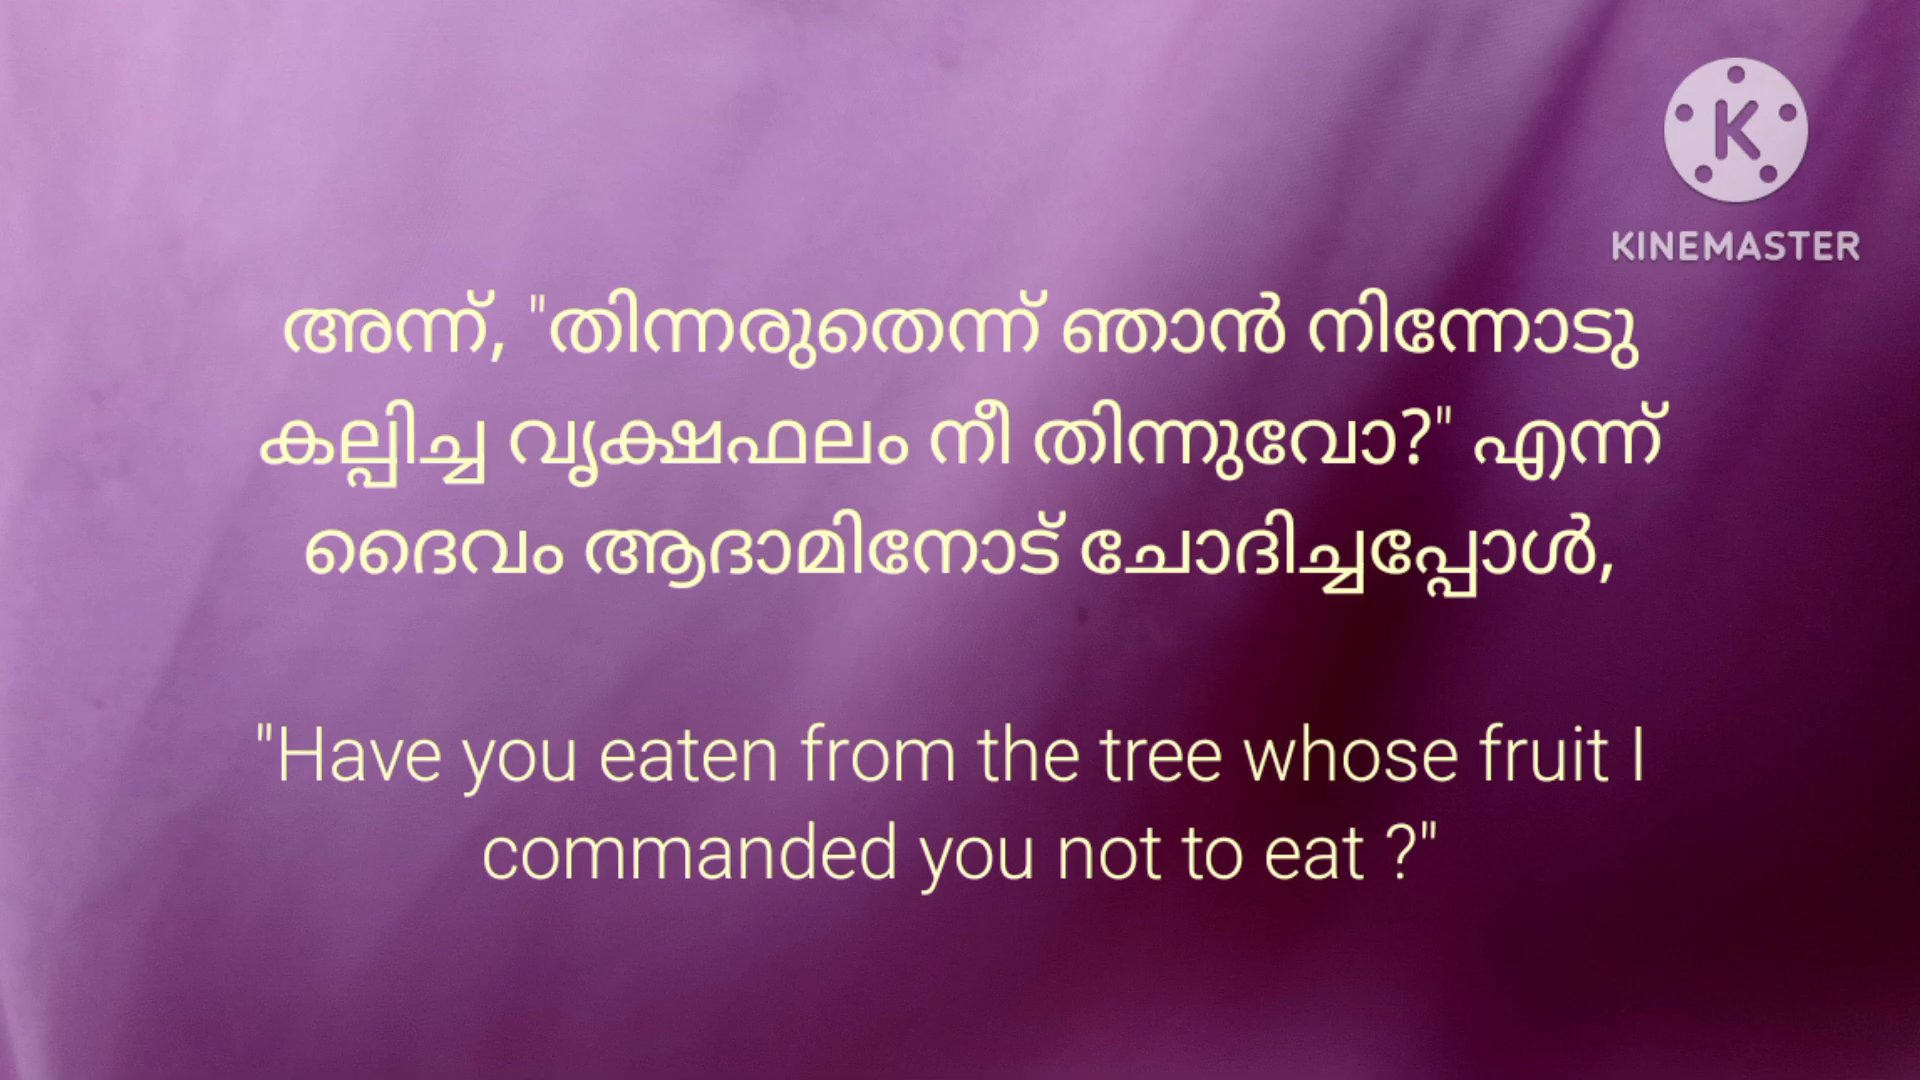 K
KINEMASTER
അന്ന്, "തിന്നരുതെന്ന് ഞാൻ നിന്നോടു
കല്പിച്ച വൃക്ഷഫലം നീ തിന്നുവോ?" എന്ന്
ദൈവം ആദാമിനോട് ചോദിച്ചപ്പോൾ,
"Have you eaten from the tree whose fruit I
commanded you not to eat ?"